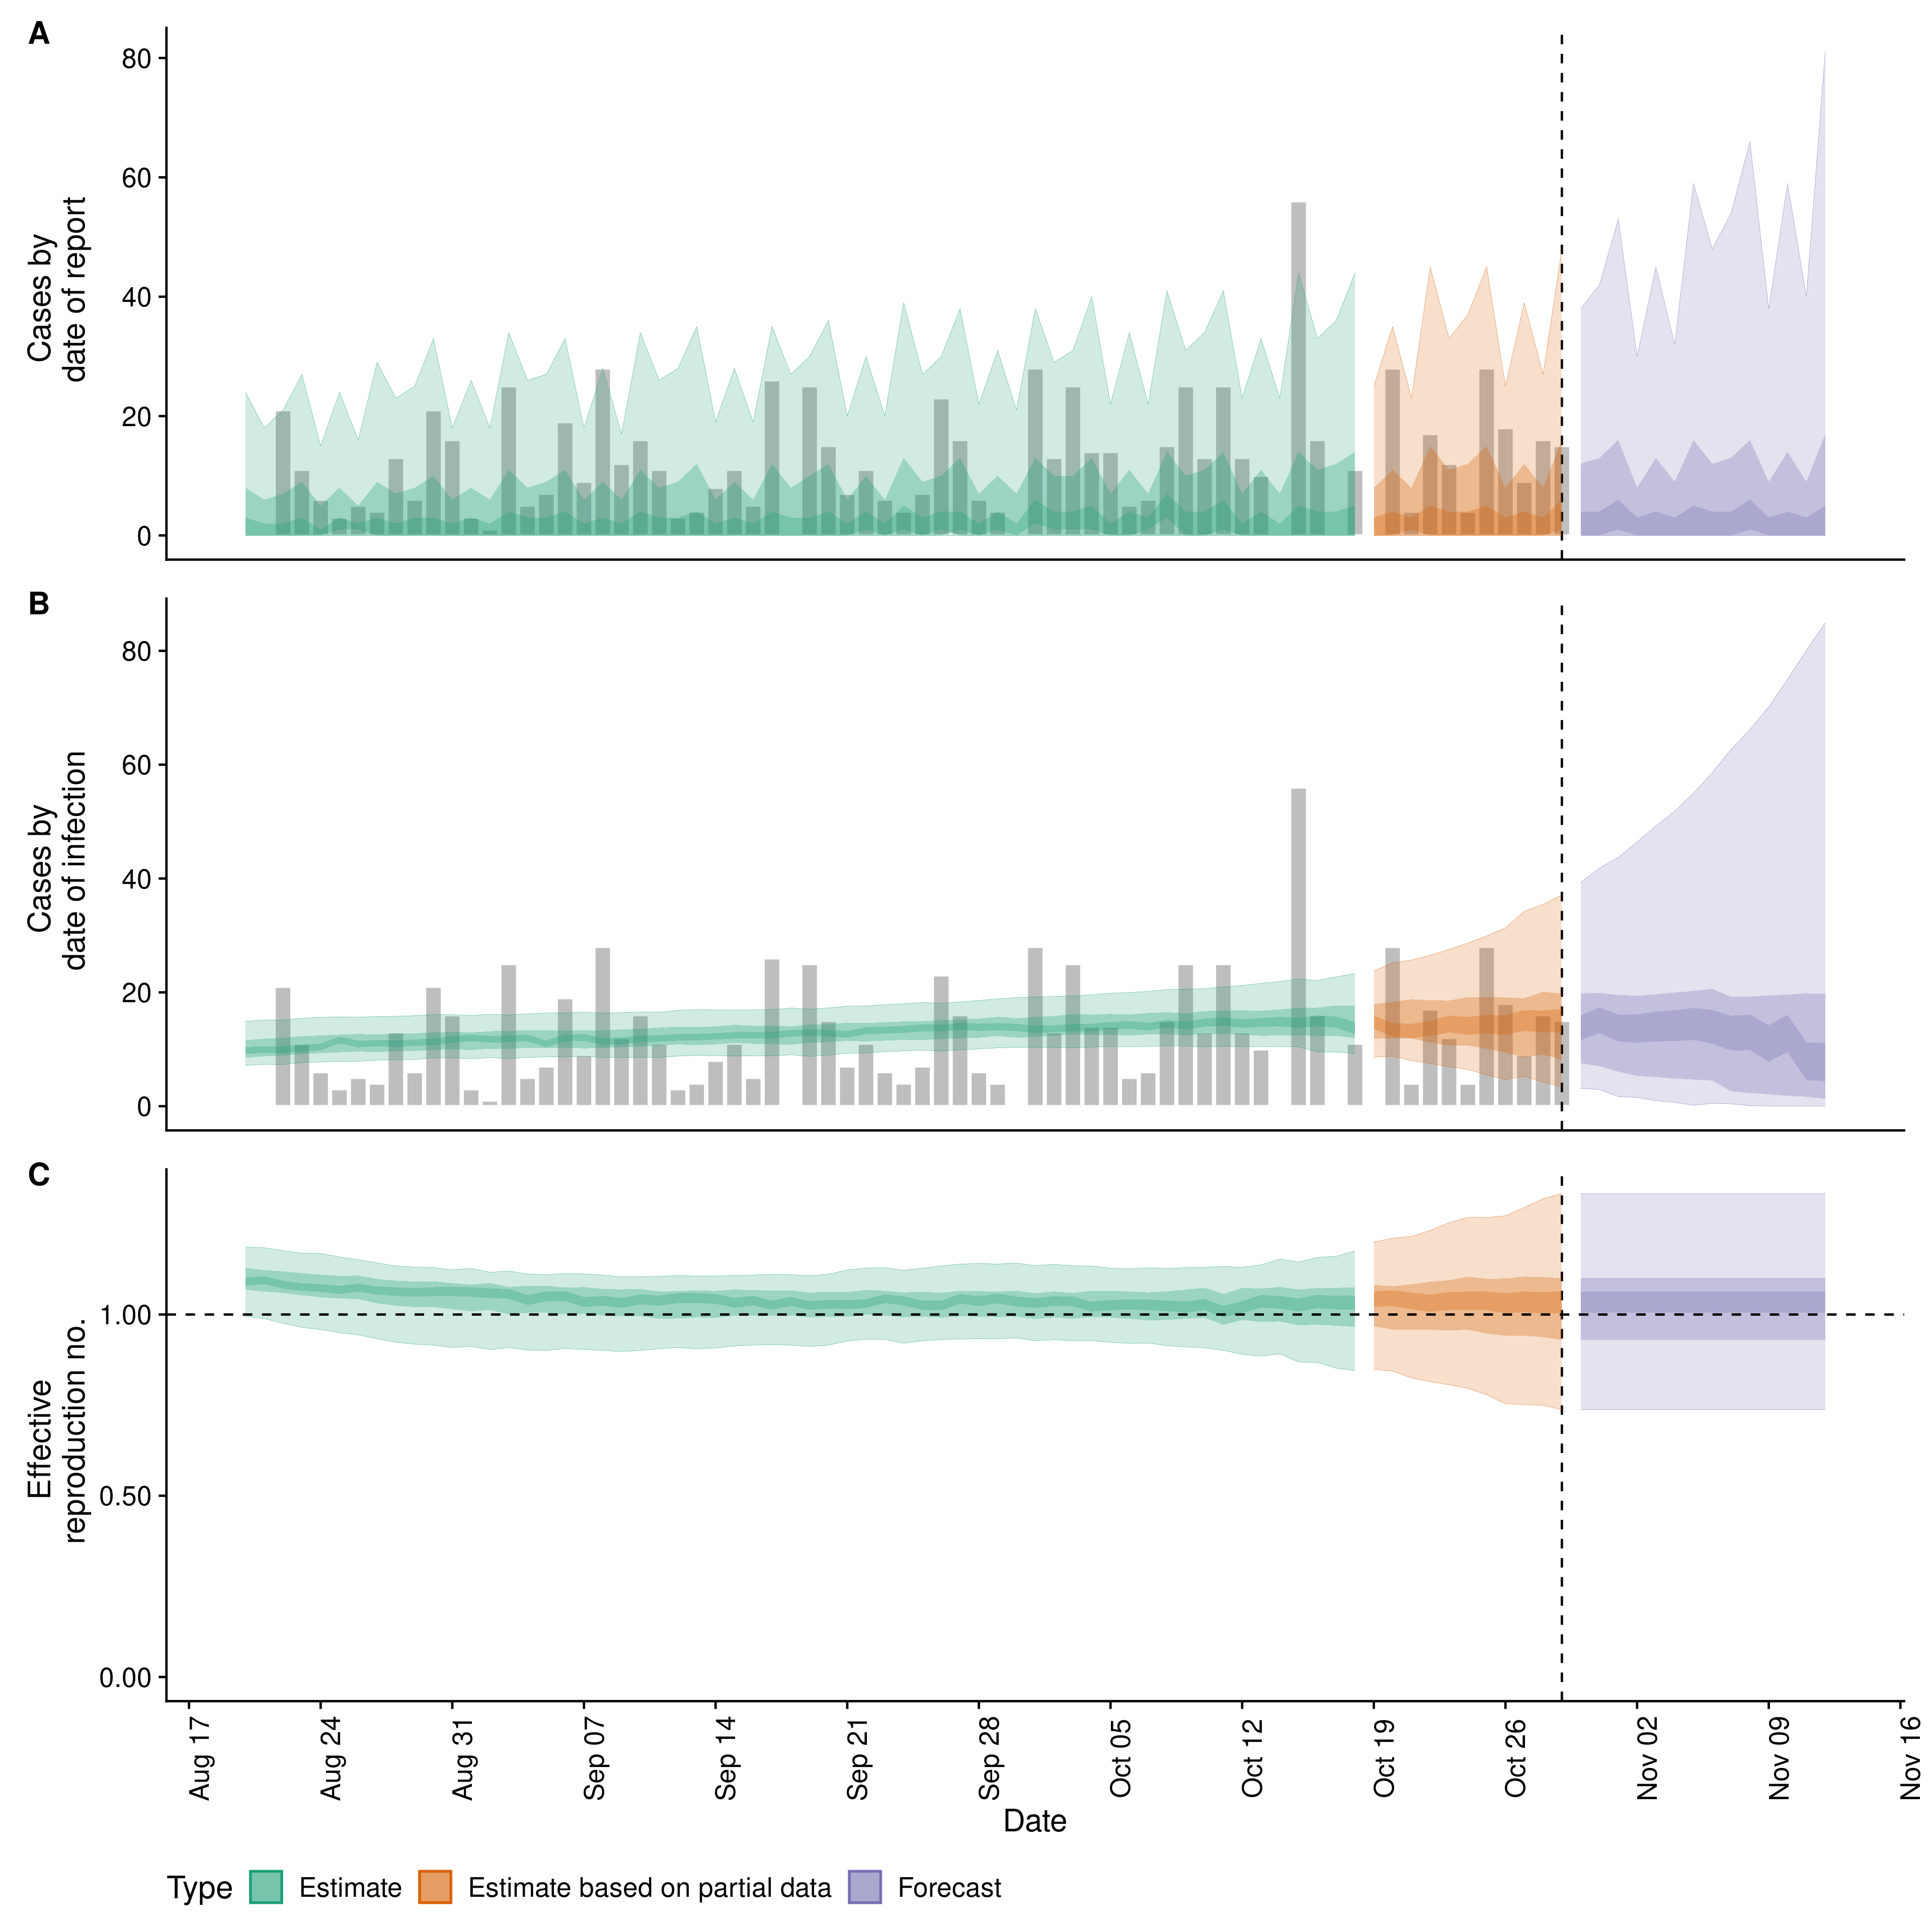 A
80
60
40
20
0
Cases by
date of report
B
80
60
40
20
0
Cases by
date of infection
C
1.00
0.50
0.00
Effective
reproduction no.
Aug 17
Aug 24
Aug 31
Sep 07
Sep 14
Sep 21
Sep 28
Oct 05
Oct 12
Oct 19
Oct 26
Nov 02
Nov 09
Nov 16
Date
Type Estimate Estimate based on partial data Forecast